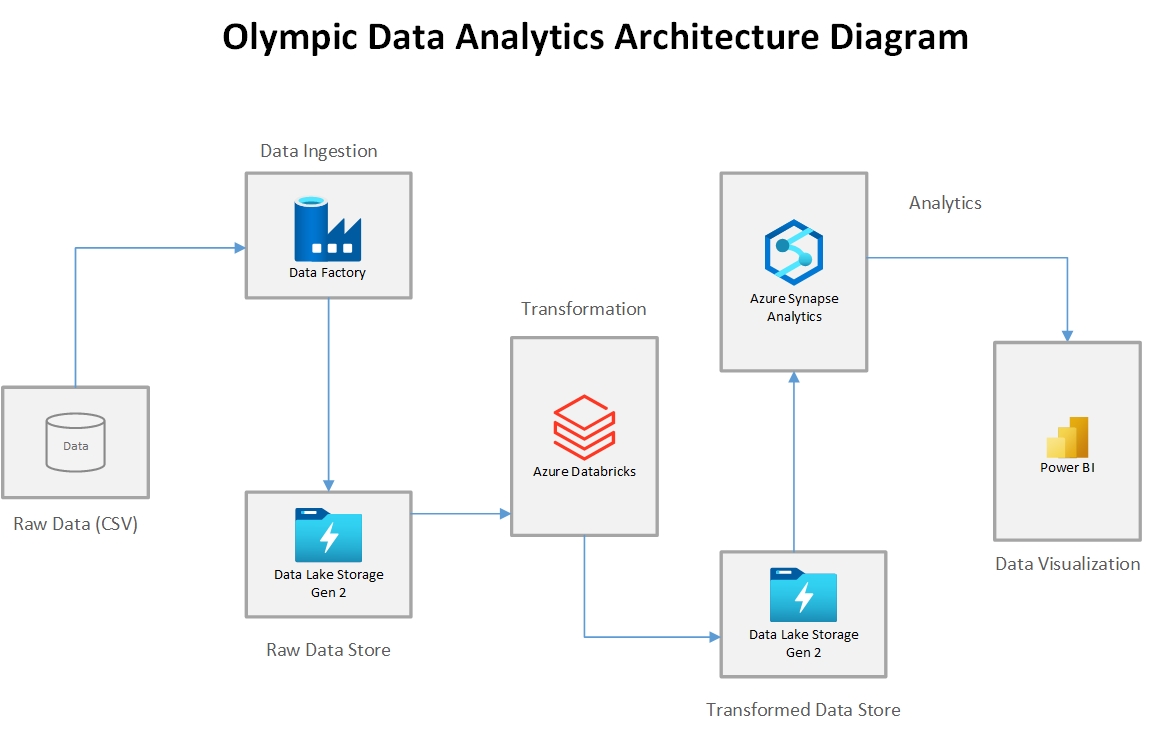 Olympic Data Analytics Architecture Diagram
Data Ingestion
Data Factory
Data
Raw Data (CSV)
Data Lake Storage
Gen 2
Raw Data Store
Transformation
Azure Databricks
Data Lake Storage
Gen 2
Transformed Data Store
Azure Synapse
Analytics
Analytics
Power BI
Data Visualization